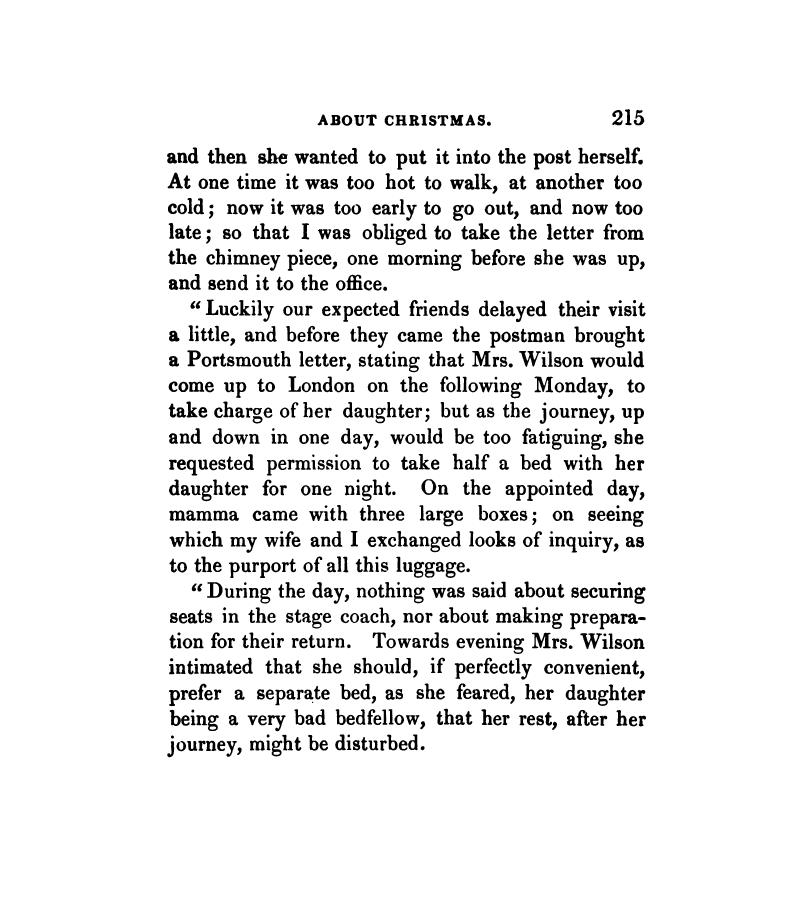 ABOUT CHRISTMAS. 215
and then she wanted to put it into the post herself.
At one time it was too hot to walk, at another too
cold; now it was too early to go out, and now too
late; so that I was obliged to take the letter from
the chimney piece, one morning before she was up,
and send it to the office.
“Luckily our expected friends delayed their visit
a little, and before they came the postman brought
a Portsmouth letter, stating that Mrs. Wilson would
come up to London on the following Monday, to
take charge of her daughter; but as the journey, up
and down in one day, would be too fatiguing, she
requested permission to take half a bed with her
daughter for one night. On the appointed day,
mamma came with three large boxes; on seeing
which my wife and I exchanged looks of inquiry, as
to the purport of all this luggage.
“During the day, nothing was said about securing
seats in the stage coach, nor about making prepara-
tion for their return. Towards evening Mrs. Wilson
intimated that she should, if perfectly convenient,
prefer a separate bed, as she feared, her daughter
being a very bad bedfellow, that her rest, after her
journey, might be disturbed.